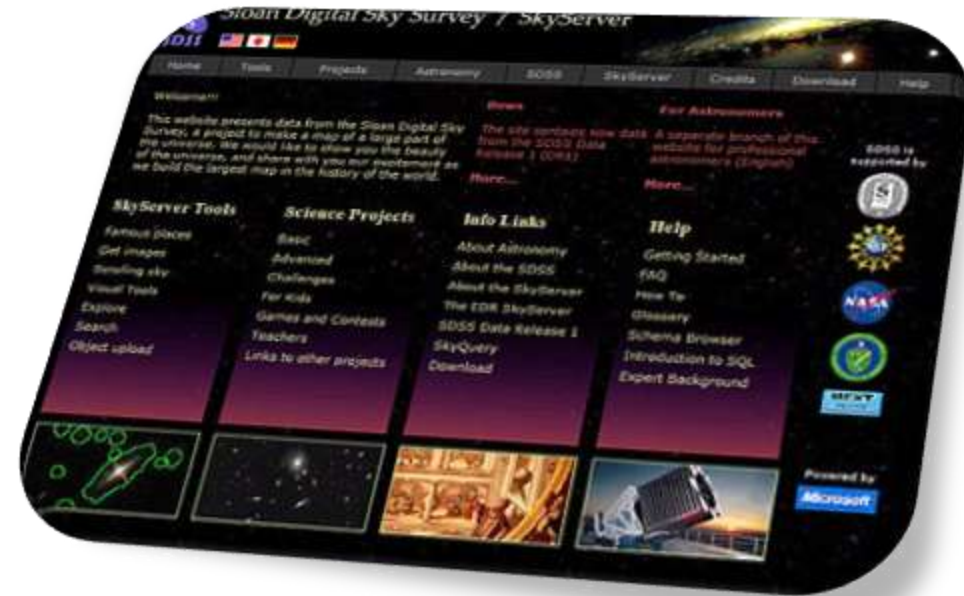 Sloan Digital Sky Survey / SkyServer
SDSS
Home Tools Projects Astronomy SDSS SkyServer Credits Download Help
Welcome!!!
This website presents data from the Sloan Digital Sky
Survey, a project to make a map of a large part of
the universe. We would like to show you the beauty
of the universe, and share with you our excitement as
we build the largest map in the history of the world.
News
The site contains new data
from the SDSS Data
Release 1 (DR1)
More...
For Astronomers
A separate branch of this
website for professional
astronomers (English)
More...
SkyServer Tools
Famous places
Get images
Scrolling sky
Visual Tools
Explore
Search
Object upload
Science Projects
Basic
Advanced
Challenges
For Kids
Games and Contests
Teachers
Links to other projects
Info Links
About Astronomy
About the SDSS
About the SkyServer
The EDR SkyServer
SDSS Data Release 1
SkyQuery
Download
Help
Getting Started
FAQ
How To
Glossary
Schema Browser
Introduction to SQL
Expert Background
SDSS is
supported by
NASA
Powered by
Microsoft